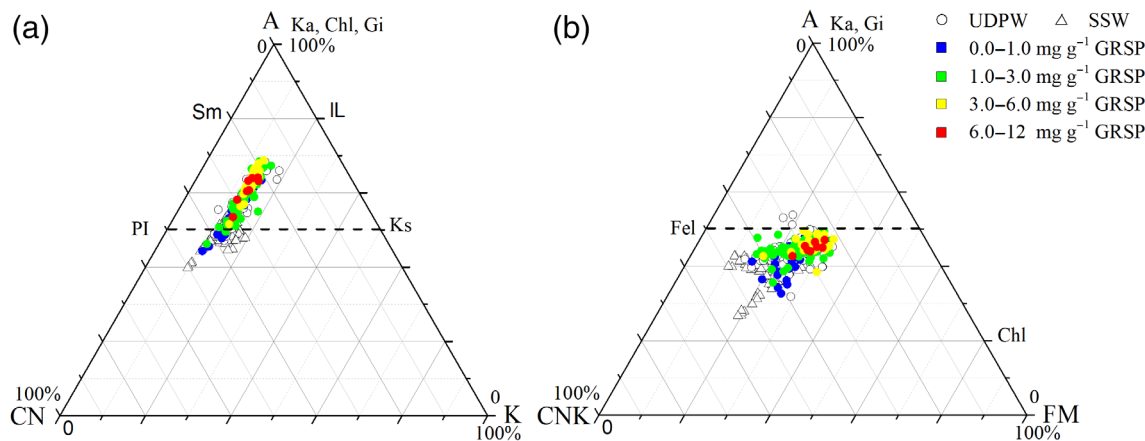 (a)
A Ka, Chl, Gi
0 100%
Sm IL
Pl Ks
100% 0
CN K
0 100%
(b)
A Ka, Gi
0 100%
Fel
Chl
100% 0
CNK FM
0 100%
○ UDPW △ SSW
0.0–1.0 mg g⁻¹ GRSP
1.0–3.0 mg g⁻¹ GRSP
3.0–6.0 mg g⁻¹ GRSP
6.0–12 mg g⁻¹ GRSP